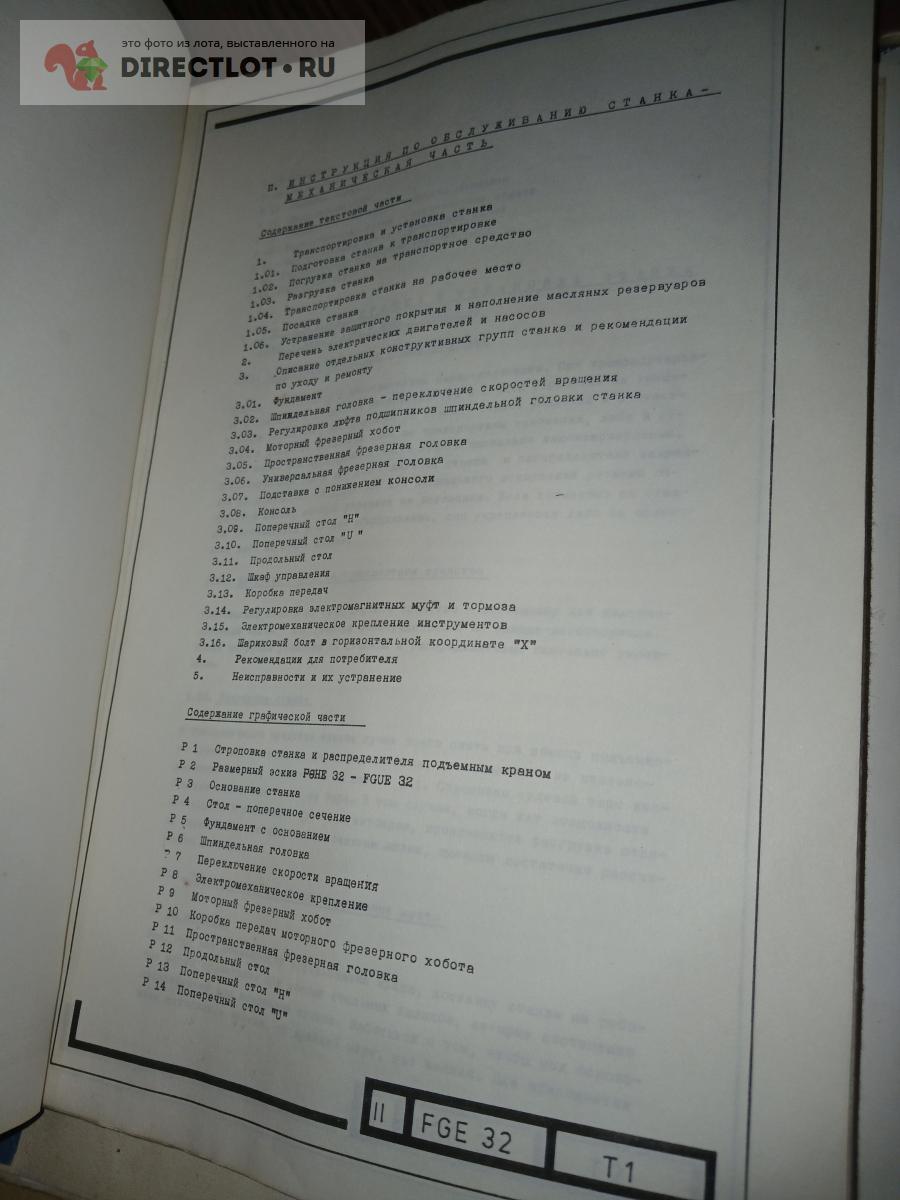 это фото из лота, выставленного на
DIRECTLOT.RU
П. ИНСТРУКЦИЯ ПО ОБСЛУЖИВАНИЮ СТАНКА-
МЕХАНИЧЕСКАЯ ЧАСТЬ
Содержание текстовой части
1. Транспортировка и установка станка
1.01. Подготовка станка к транспортировке
1.02. Погрузка станка на транспортное средство
1.03. Разгрузка станка
1.04. Транспортировка станка на рабочее место
1.05. Посадка станка
1.06. Устранение защитного покрытия и наполнение масляных резервуаров
2. Перечень электрических двигателей и насосов
3. Описание отдельных конструктивных групп станка и рекомендации
по уходу и ремонту
3.01. Фундамент
3.02. Шпиндельная головка - переключение скоростей вращения
3.03. Регулировка люфта подшипников шпиндельной головки станка
3.04. Моторный фрезерный хобот
3.05. Пространственная фрезерная головка
3.06. Универсальная фрезерная головка
3.07. Подставка с понижением консоли
3.08. Консоль
3.09. Поперечный стол "Н"
3.10. Поперечный стол "U"
3.11. Продольный стол
3.12. Шкаф управления
3.13. Коробка передач
3.14. Регулировка электромагнитных муфт и тормоза
3.15. Электромеханическое крепление инструментов
3.16. Шариковый болт в горизонтальной координате "X"
4. Рекомендации для потребителя
5. Неисправности и их устранение
Содержание графической части
Р 1 Строповка станка и распределителя подъемным краном
Р 2 Размерный эскиз FGHE 32 - FGUE 32
Р 3 Основание станка
Р 4 Стол - поперечное сечение
Р 5 Фундамент с основанием
Р 6 Шпиндельная головка
Р 7 Переключение скорости вращения
Р 8 Электромеханическое крепление
Р 9 Моторный фрезерный хобот
Р 10 Коробка передач моторного фрезерного хобота
Р 11 Пространственная фрезерная головка
Р 12 Продольный стол
Р 13 Поперечный стол "Н"
Р 14 Поперечный стол "U"
II FGE 32 T1